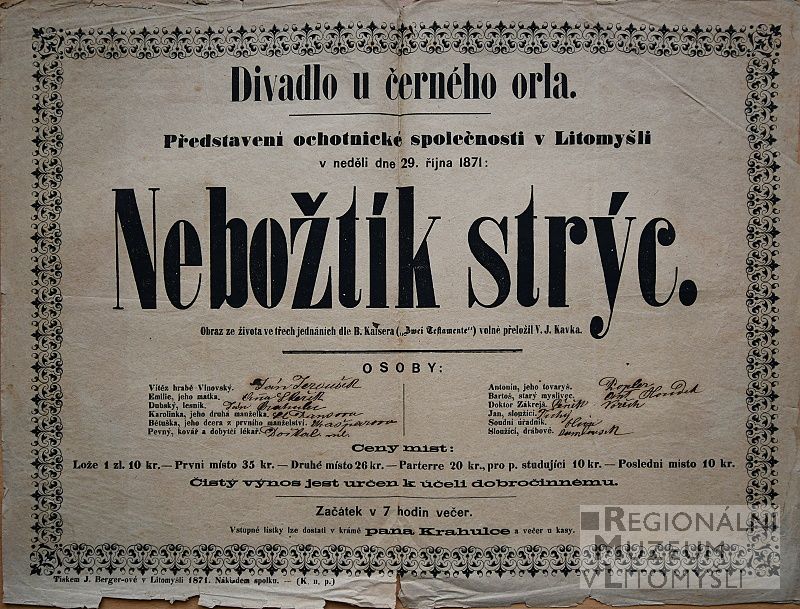 Divadlo u černého orla.
Představení ochotnické společnosti v Litomyšli
v neděli dne 29. října 1871:
Nebožtík strýc.
Obraz ze života ve třech jednáních dle B. Kaisera („Zwei Testamente“) volně přeložil V. J. Kavka.
OSOBY:
Vítěz hrabě Vlnovský.
Emilie, jeho matka.
Dubský, lesník.
Karolinka, jeho druhá manželka.
Bětuška, jeho dcera z prvního manželství.
Pevný, kovář a dobytčí lékař.
Antonín, jeho tovaryš.
Bartoš, starý myslivec.
Doktor Zákrejs.
Jan, sloužící.
Soudní úřadník.
Sloužící, drábové.
Ceny míst:
Lože 1 zl. 10 kr. — První místo 35 kr. — Druhé místo 26 kr. — Parterre 20 kr., pro p. studující 10 kr. — Poslední místo 10 kr.
Čistý výnos jest určen k účeli dobročinnému.
Začátek v 7 hodin večer.
Vstupné lístky lze dostati v krámě pana Krahulce a večer u kasy.
Tiskem J. Berger-ové v Litomyšli 1871. Nákladem spolku. — (K. u. p.)
REGIONÁLNI
MUZEUM
V LITOMYŠLI